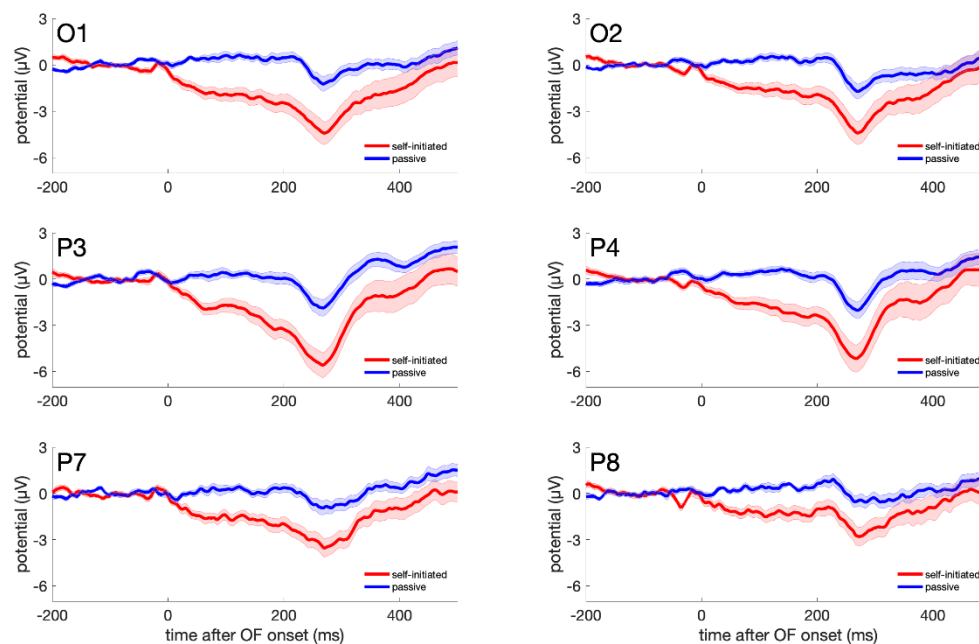 O1
potential (µV)
3
0
-3
-6
self-initiated
passive
-200 0 200 400
O2
potential (µV)
3
0
-3
-6
self-initiated
passive
-200 0 200 400
P3
potential (µV)
3
0
-3
-6
self-initiated
passive
-200 0 200 400
P4
potential (µV)
3
0
-3
-6
self-initiated
passive
-200 0 200 400
P7
potential (µV)
3
0
-3
-6
self-initiated
passive
-200 0 200 400
time after OF onset (ms)
P8
potential (µV)
3
0
-3
-6
self-initiated
passive
-200 0 200 400
time after OF onset (ms)